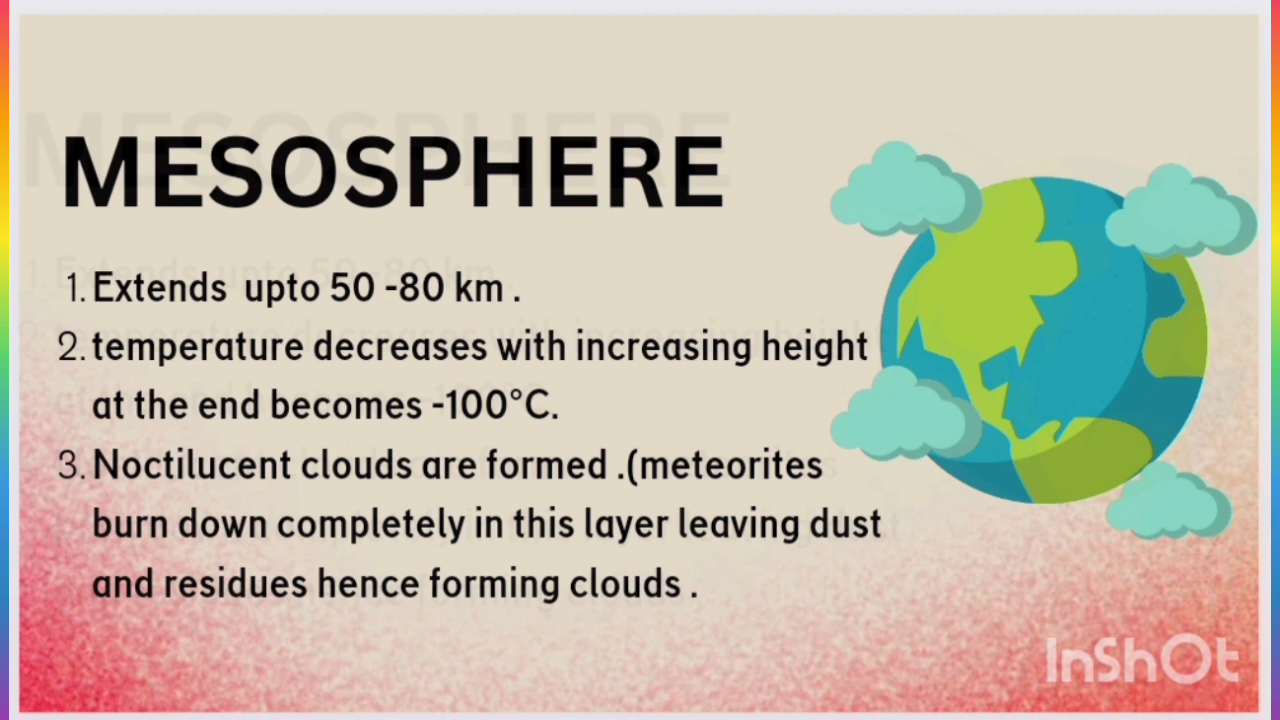 MESOSPHERE
1. Extends upto 50 -80 km .
2. temperature decreases with increasing height
at the end becomes -100°C.
3. Noctilucent clouds are formed .(meteorites
burn down completely in this layer leaving dust
and residues hence forming clouds .
InShOt